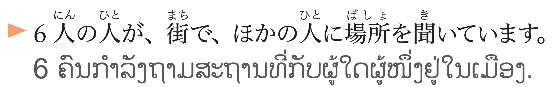 6人の人が、街で、ほかの人に場所を聞いています。
6 ຄົນກຳລັງຖາມສະຖານທີ່ກັບຜູ້ໃດຜູ້ໜຶ່ງຢູ່ໃນເມືອງ.